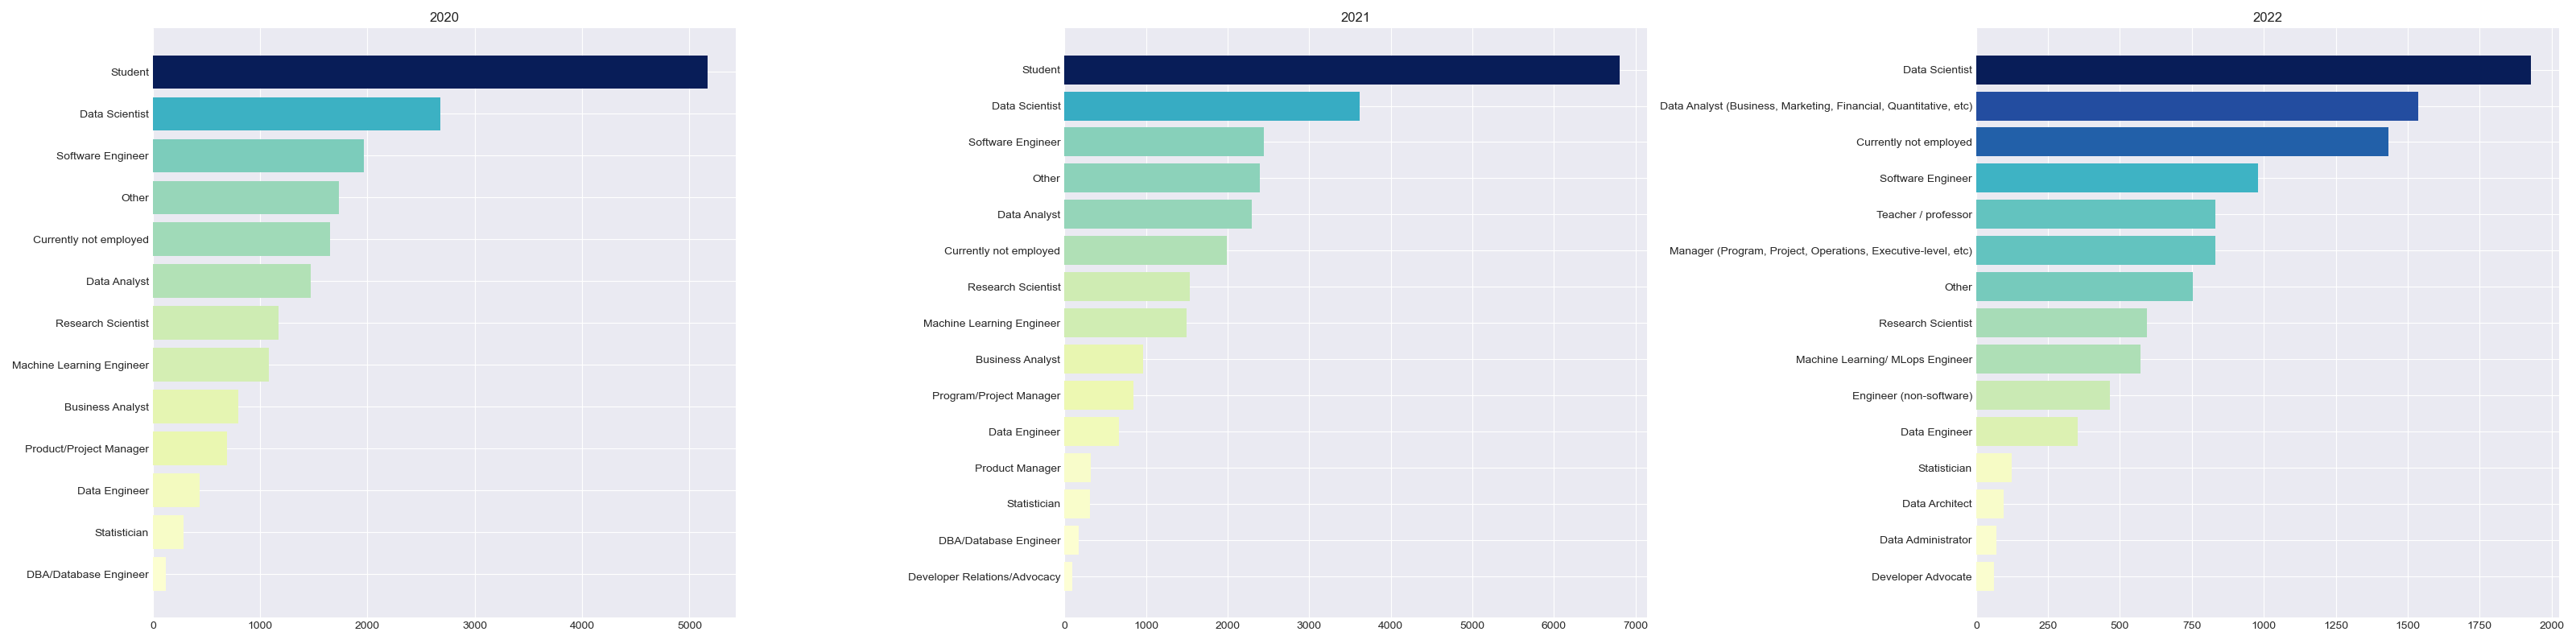 2020
Student
Data Scientist
Software Engineer
Other
Currently not employed
Data Analyst
Research Scientist
Machine Learning Engineer
Business Analyst
Product/Project Manager
Data Engineer
Statistician
DBA/Database Engineer
0 1000 2000 3000 4000 5000
2021
Student
Data Scientist
Software Engineer
Other
Data Analyst
Currently not employed
Research Scientist
Machine Learning Engineer
Business Analyst
Program/Project Manager
Data Engineer
Product Manager
Statistician
DBA/Database Engineer
Developer Relations/Advocacy
0 1000 2000 3000 4000 5000 6000 7000
2022
Data Scientist
Data Analyst (Business, Marketing, Financial, Quantitative, etc)
Currently not employed
Software Engineer
Teacher / professor
Manager (Program, Project, Operations, Executive-level, etc)
Other
Research Scientist
Machine Learning/ MLops Engineer
Engineer (non-software)
Data Engineer
Statistician
Data Architect
Data Administrator
Developer Advocate
0 250 500 750 1000 1250 1500 1750 2000